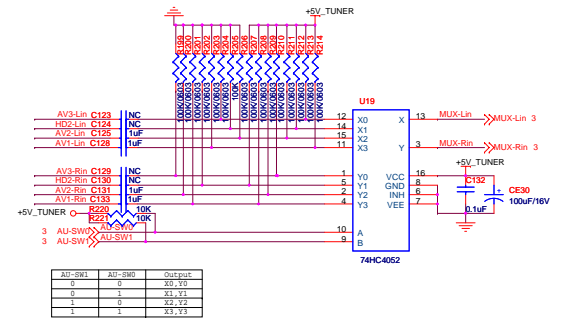 +5V_TUNER
R199
R200
R201
R202
R203
R204
R205
R206
R207
R208
R209
R210
R211
R212
R213
R214
100K/0603
100K/0603
100K/0603
100K/0603
100K/0603
100K/0603
100K
100K/0603
100K/0603
100K/0603
100K/0603
100K/0603
100K/0603
100K/0603
U19
AV3-Lin C123 NC 12 X0 X 13 MUX-Lin MUX-Lin 3
HD2-Lin C124 NC 14 X1
AV2-Lin C125 1uF 15 X2
AV1-Lin C128 1uF 11 X3 Y 3 MUX-Rin MUX-Rin 3
+5V_TUNER
AV3-Rin C129 NC 1 Y0 VCC 16
HD2-Rin C130 NC 5 Y1 GND 8 C132
AV2-Rin C131 1uF 2 Y2 INH 6 CE30
AV1-Rin C133 1uF 4 Y3 VEE 7 0.1uF 100uF/16V
+
R220 10K
+5V_TUNER
R221 10K
3 AU-SW0 AU-SW0 10 A
3 AU-SW1 AU-SW1 9 B
74HC4052
AU-SW1 AU-SW0 Output
0 0 X0,Y0
0 1 X1,Y1
1 0 X2,Y2
1 1 X3,Y3